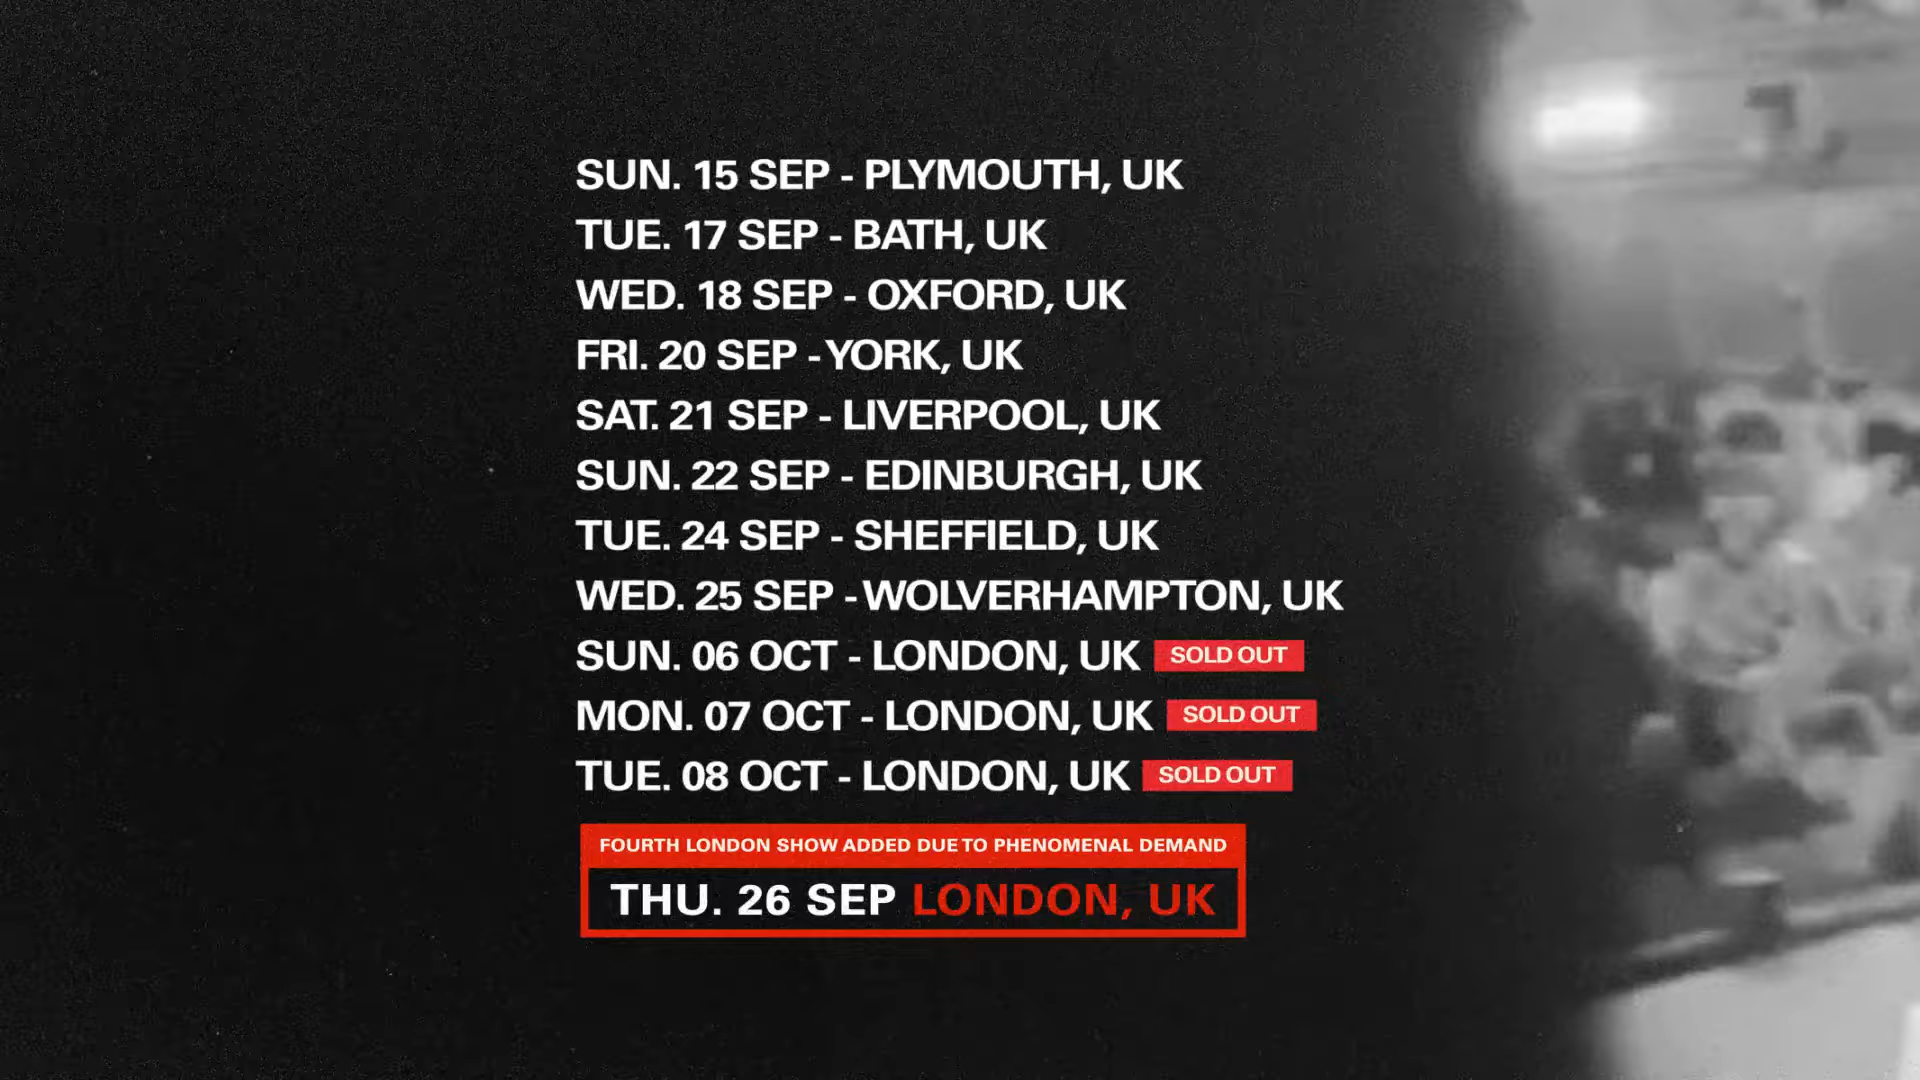 SUN. 15 SEP - PLYMOUTH, UK
TUE. 17 SEP - BATH, UK
WED. 18 SEP - OXFORD, UK
FRI. 20 SEP - YORK, UK
SAT. 21 SEP - LIVERPOOL, UK
SUN. 22 SEP - EDINBURGH, UK
TUE. 24 SEP - SHEFFIELD, UK
WED. 25 SEP - WOLVERHAMPTON, UK
SUN. 06 OCT - LONDON, UK SOLD OUT
MON. 07 OCT - LONDON, UK SOLD OUT
TUE. 08 OCT - LONDON, UK SOLD OUT
FOURTH LONDON SHOW ADDED DUE TO PHENOMENAL DEMAND
THU. 26 SEP LONDON, UK